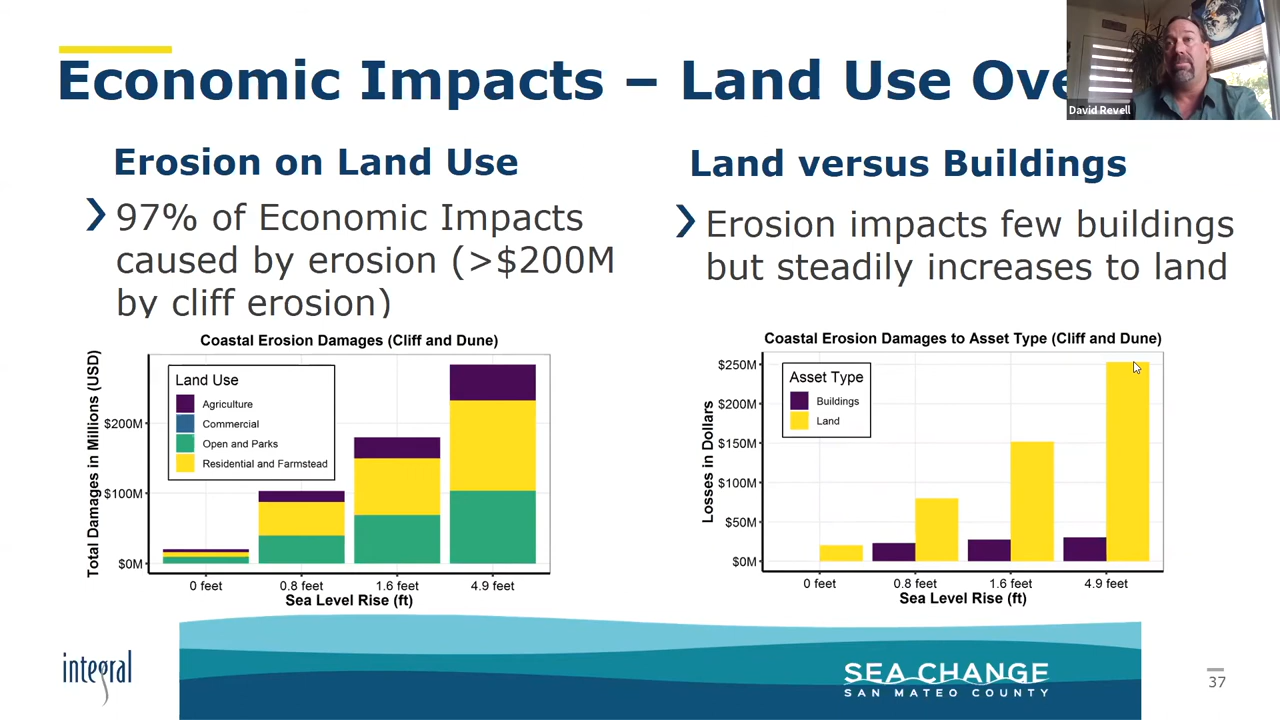 Economic Impacts – Land Use Ove
David Revell
Erosion on Land Use
97% of Economic Impacts
caused by erosion (>$200M
by cliff erosion)
Coastal Erosion Damages (Cliff and Dune)
Total Damages in Millions (USD)
$200M
$100M
$0M
Land Use
Agriculture
Commercial
Open and Parks
Residential and Farmstead
0 feet
0.8 feet
1.6 feet
4.9 feet
Sea Level Rise (ft)
Land versus Buildings
Erosion impacts few buildings
but steadily increases to land
Coastal Erosion Damages to Asset Type (Cliff and Dune)
Losses in Dollars
$250M
$200M
$150M
$100M
$50M
$0M
Asset Type
Buildings
Land
0 feet
0.8 feet
1.6 feet
4.9 feet
Sea Level Rise (ft)
integral
SEA CHANGE
SAN MATEO COUNTY
37